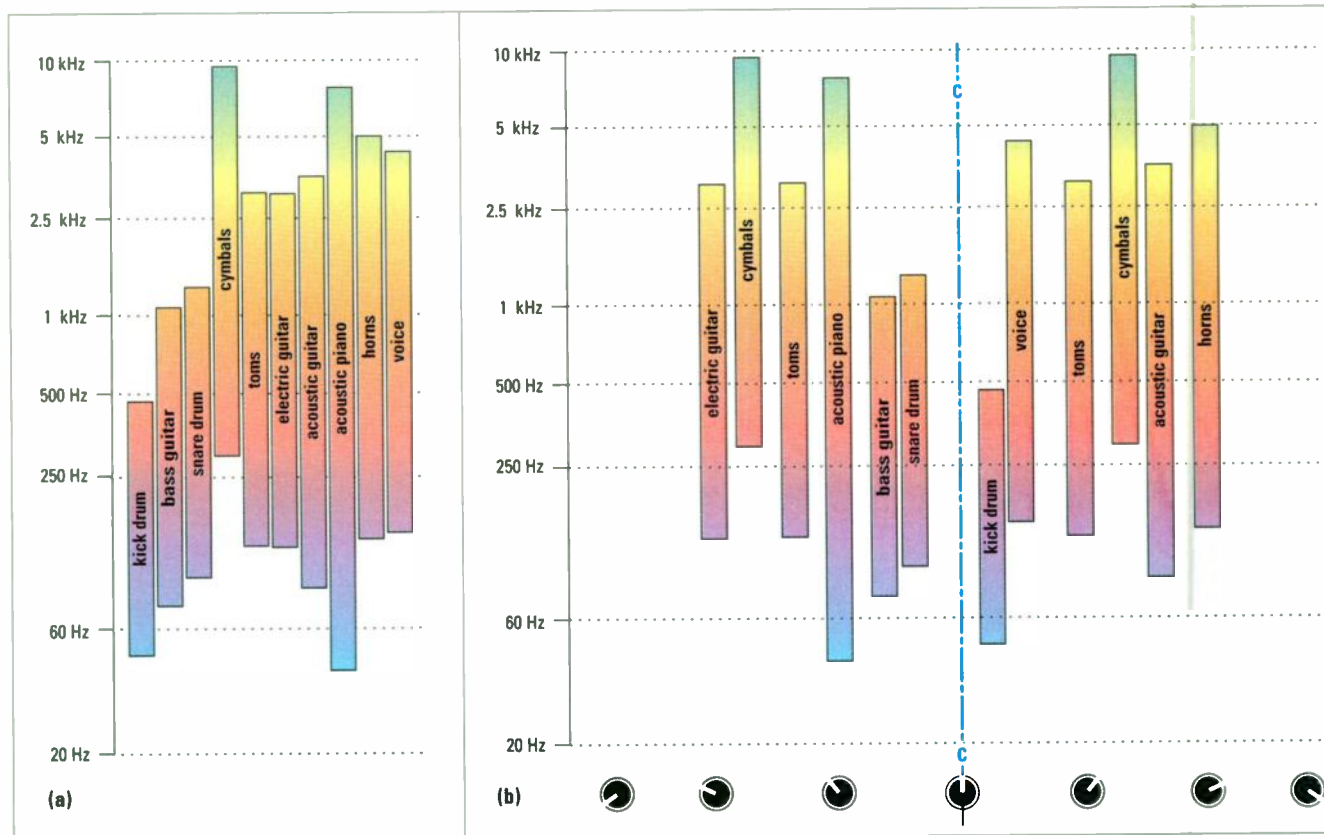 10 kHz
5 kHz
2.5 kHz
1 kHz
500 Hz
250 Hz
60 Hz
20 Hz
kick drum
bass guitar
snare drum
cymbals
toms
electric guitar
acoustic guitar
acoustic piano
horns
voice
(a)
10 kHz
5 kHz
2.5 kHz
1 kHz
500 Hz
250 Hz
60 Hz
20 Hz
electric guitar
cymbals
toms
acoustic piano
bass guitar
snare drum
C
C
kick drum
voice
toms
cymbals
acoustic guitar
horns
(b)